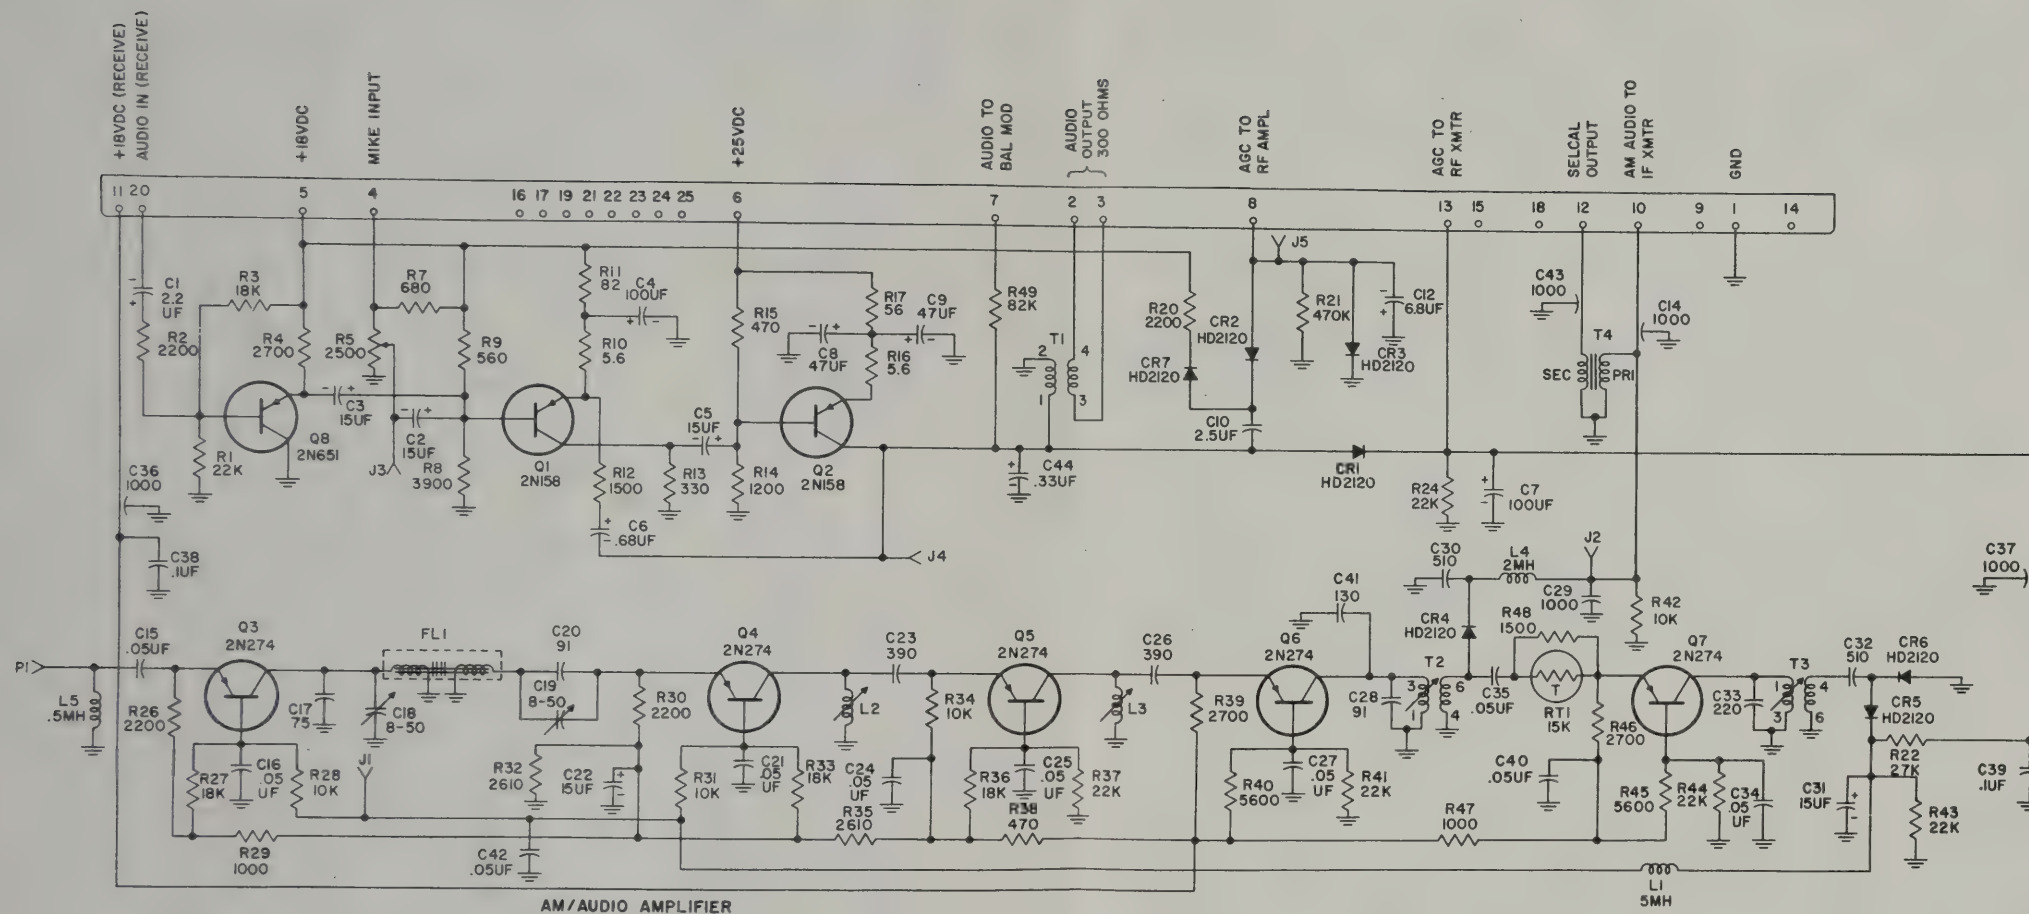 +18VDC (RECEIVE)
AUDIO IN (RECEIVE)
+18VDC
MIKE INPUT
+25VDC
AUDIO TO
BAL MOD
AUDIO
OUTPUT
300 OHMS
AGC TO
RF AMPL
AGC TO
RF XMTR
SELCAL
OUTPUT
AM AUDIO TO
IF XMTR
GND
11 20 5 4 16 17 19 21 22 23 24 25 6 7 2 3 8 13 15 18 12 10 9 1 14
C1
2.2
UF
R2
2200
R3
18K
R4
2700
R5
2500
R7
680
R9
560
R11
82
C4
100UF
R10
5.6
R15
470
R17
56
C9
47UF
C8
47UF
R16
5.6
R49
82K
T1
2 4
1 3
R20
2200
CR2
HD2120
CR7
HD2120
J5
R21
470K
CR3
HD2120
C12
6.8UF
C10
2.5UF
C43
1000
C14
1000
T4
SEC PRI
R1
22K
Q8
2N651
C3
15UF
C2
15UF
J3
R8
3900
Q1
2N158
R12
1500
C6
.68UF
R13
330
C5
15UF
R14
1200
Q2
2N158
J4
C44
.33UF
CR1
HD2120
R24
22K
C7
100UF
C36
1000
C38
.1UF
C30
510
L4
2MH
J2
C29
1000
R42
10K
C37
1000
P1
L5
.5MH
C15
.05UF
R26
2200
Q3
2N274
R27
18K
C16
.05
UF
R28
10K
R29
1000
C17
75
C18
8-50
J1
FL1
C20
91
C19
8-50
R30
2200
R32
2610
C22
15UF
C42
.05UF
Q4
2N274
R31
10K
C21
.05
UF
R33
18K
L2
C23
390
R34
10K
C24
.05
UF
R35
2610
Q5
2N274
R36
18K
C25
.05
UF
R37
22K
R38
470
L3
C26
390
R39
2700
Q6
2N274
C41
130
R40
5600
C27
.05
UF
R41
22K
C28
91
T2
3 6
1 4
CR4
HD2120
C35
.05UF
R48
1500
T
RT1
15K
R46
2700
C40
.05UF
R47
1000
Q7
2N274
R45
5600
R44
22K
C34
.05
UF
C33
220
T3
1 4
3 6
C32
510
CR6
HD2120
CR5
HD2120
R22
27K
C31
15UF
R43
22K
C39
.1UF
L1
5MH
AM/AUDIO AMPLIFIER